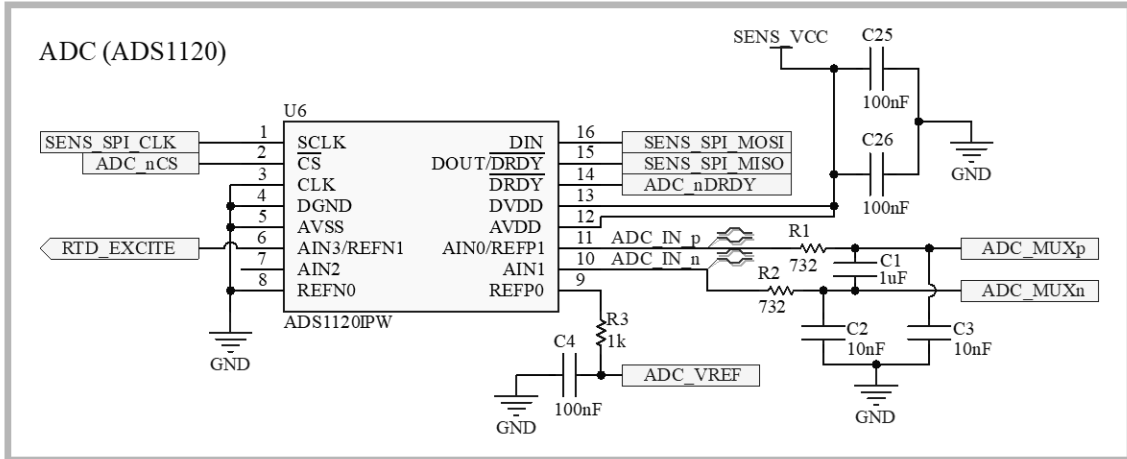 ADC (ADS1120)
SENS_VCC
C25
100nF
C26
100nF
GND
U6
SENS_SPI_CLK 1 SCLK DIN 16 SENS_SPI_MOSI
ADC_nCS 2 CS DOUT/DRDY 15 SENS_SPI_MISO
3 CLK DRDY 14 ADC_nDRDY
4 DGND DVDD 13
5 AVSS AVDD 12
RTD_EXCITE 6 AIN3/REFN1 AIN0/REFP1 11 ADC_IN_p R1 732 ADC_MUXp
7 AIN2 AIN1 10 ADC_IN_n R2 732 C1 1uF ADC_MUXn
8 REFN0 REFP0 9
ADS1120IPW
GND
R3
1k
C2
10nF
C3
10nF
C4
100nF
ADC_VREF
GND
GND